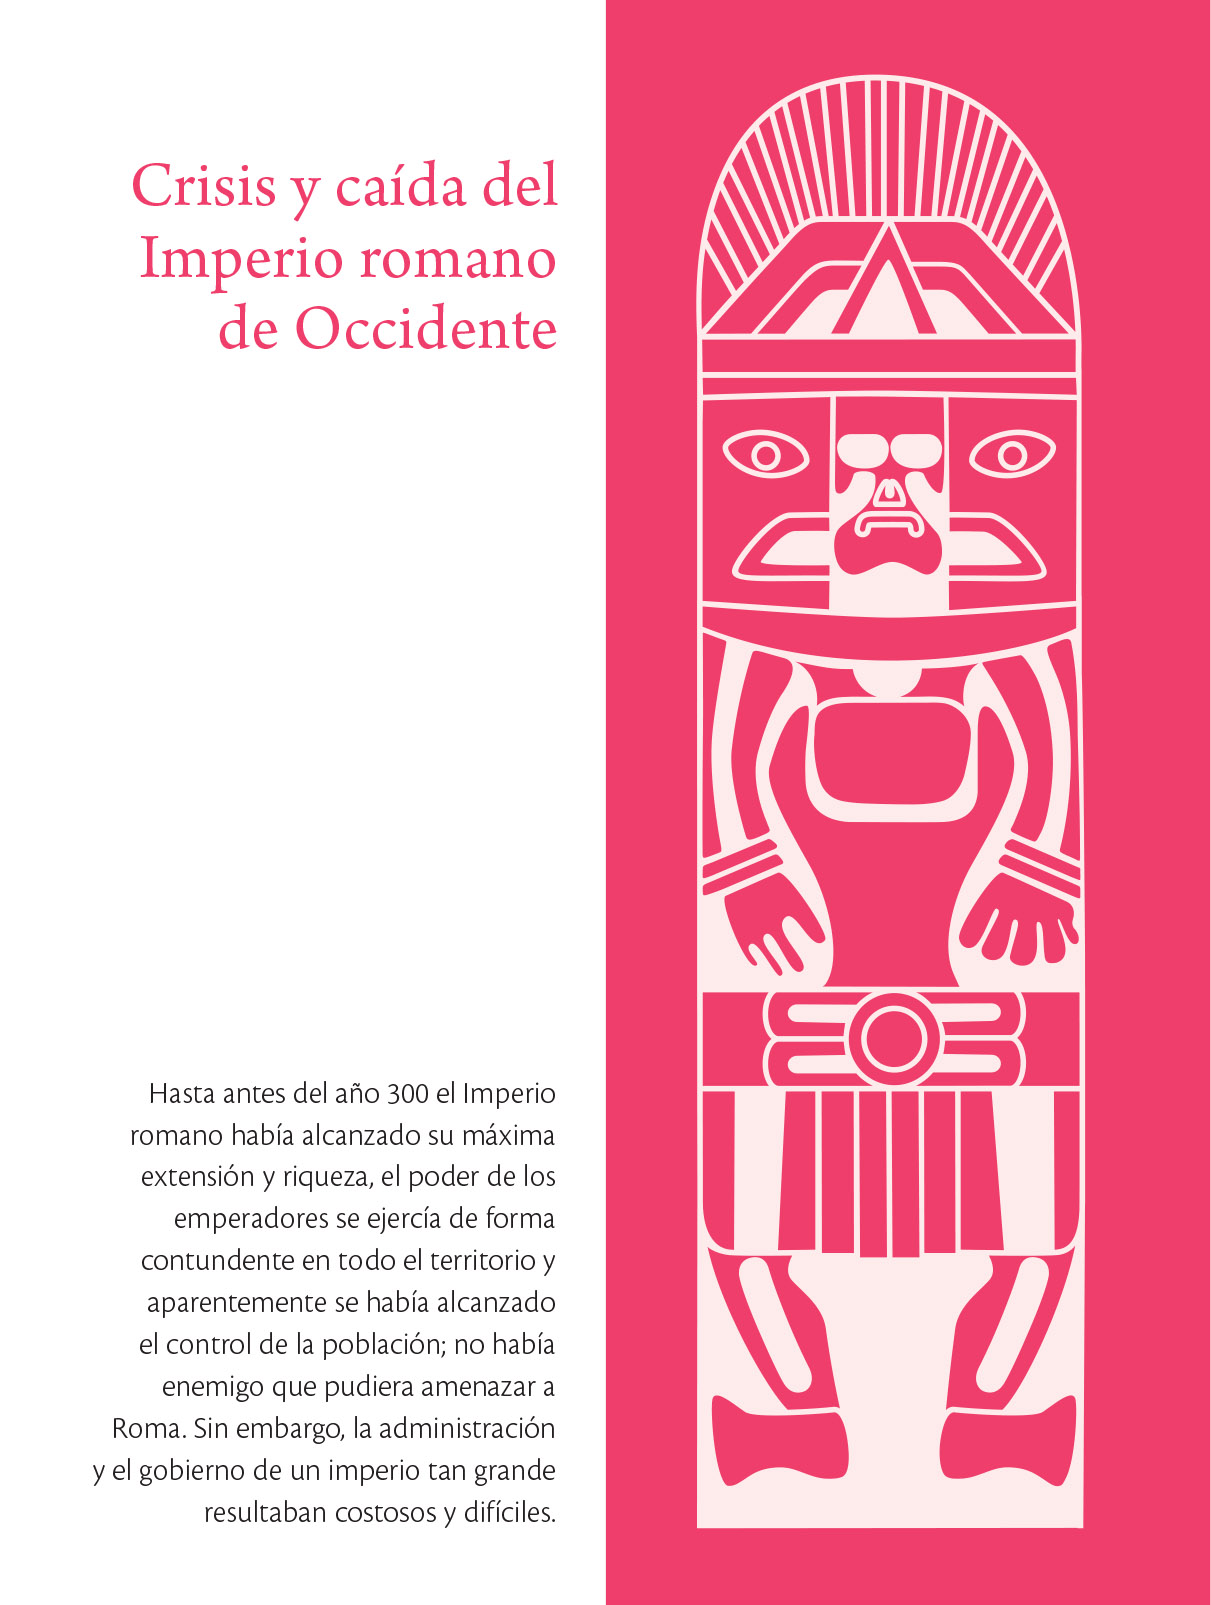 Crisis y caída del
Imperio romano
de Occidente
Hasta antes del año 300 el Imperio
romano había alcanzado su máxima
extensión y riqueza, el poder de los
emperadores se ejercía de forma
contundente en todo el territorio y
aparentemente se había alcanzado
el control de la población; no había
enemigo que pudiera amenazar a
Roma. Sin embargo, la administración
y el gobierno de un imperio tan grande
resultaban costosos y difíciles.